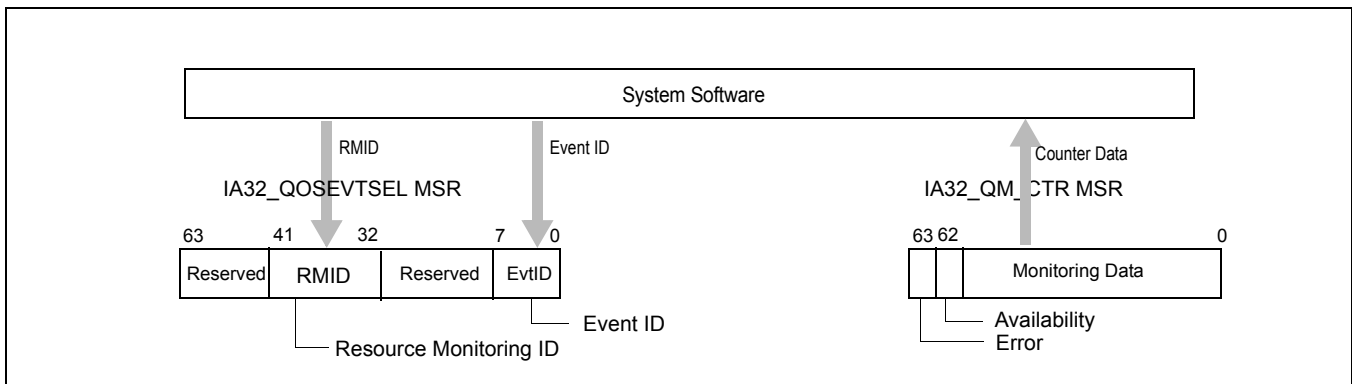 System Software
RMID
Event ID
Counter Data
IA32_QOSEVTSEL MSR
IA32_QM_CTR MSR
63 41 32 7 0
63 62 0
Reserved RMID Reserved EvtID
Monitoring Data
Event ID
Resource Monitoring ID
Availability
Error